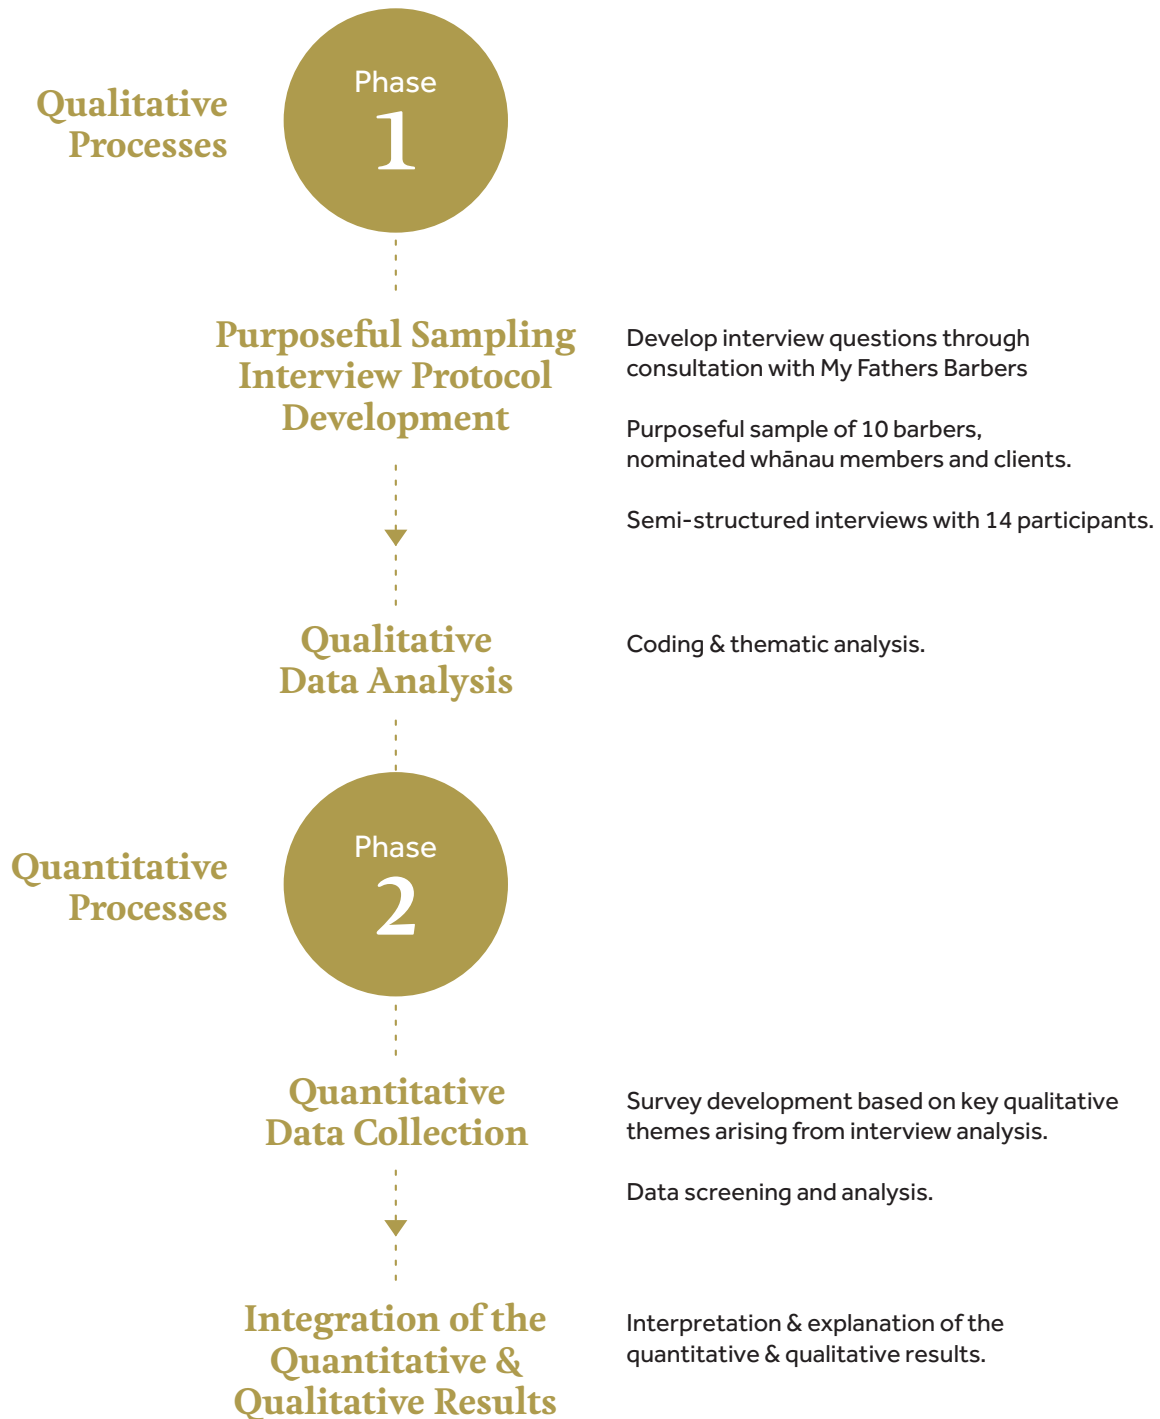 Qualitative
Processes
Phase
1
Purposeful Sampling
Interview Protocol
Development
Develop interview questions through
consultation with My Fathers Barbers
Purposeful sample of 10 barbers,
nominated whānau members and clients.
Semi-structured interviews with 14 participants.
Qualitative
Data Analysis
Coding & thematic analysis.
Quantitative
Processes
Phase
2
Quantitative
Data Collection
Survey development based on key qualitative
themes arising from interview analysis.
Data screening and analysis.
Integration of the
Quantitative &
Qualitative Results
Interpretation & explanation of the
quantitative & qualitative results.